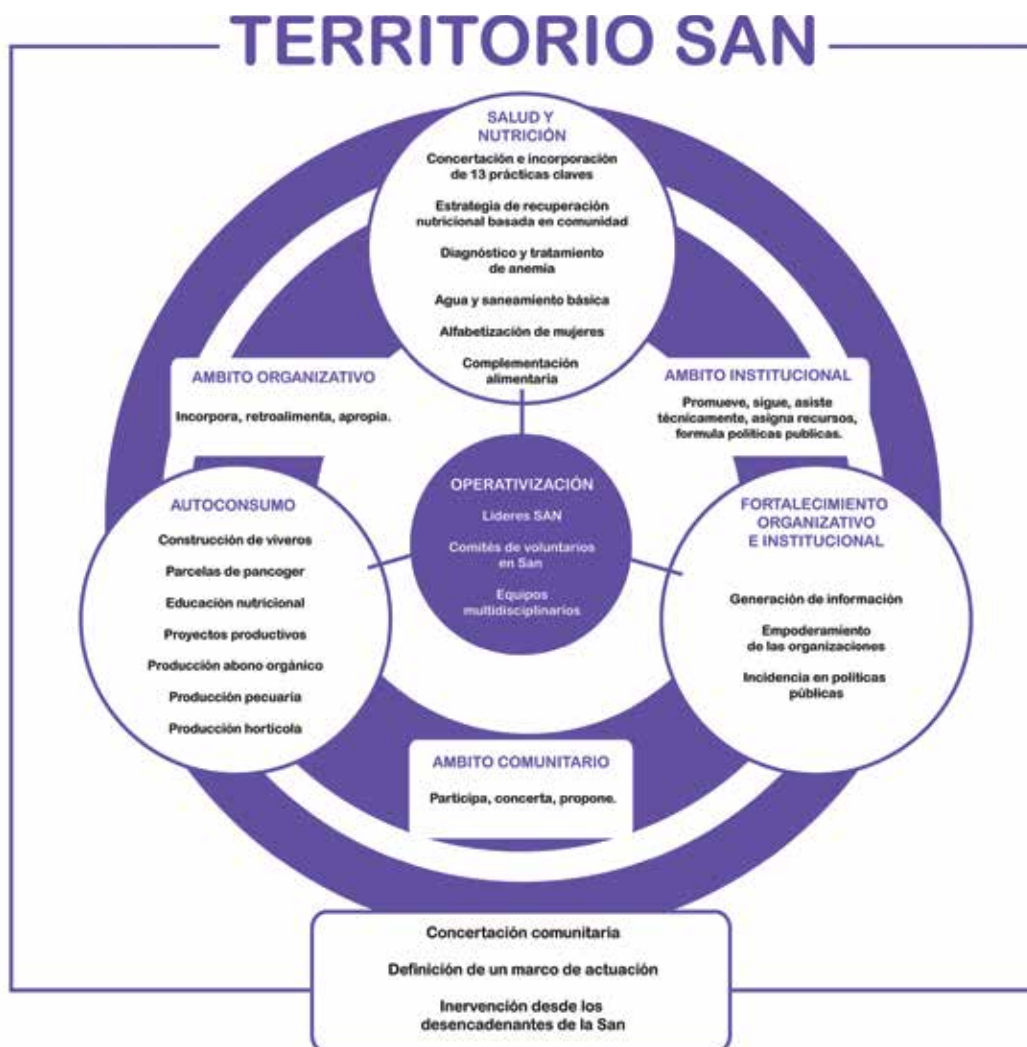 TERRITORIO SAN
SALUD Y
NUTRICIÓN
Concertación e incorporación
de 13 prácticas claves
Estrategia de recuperación
nutricional basada en comunidad
Diagnóstico y tratamiento
de anemia
Agua y saneamiento básica
Alfabetización de mujeres
Complementación
alimentaria
AMBITO ORGANIZATIVO
Incorpora, retroalimenta, apropia.
AMBITO INSTITUCIONAL
Promueve, sigue, asiste
técnicamente, asigna recursos,
formula políticas publicas.
OPERATIVIZACIÓN
Lideres SAN
Comités de voluntarios
en San
Equipos
multidisciplinarios
AUTOCONSUMO
Construcción de viveros
Parcelas de pancoger
Educación nutricional
Proyectos productivos
Producción abono orgánico
Producción pecuaria
Producción hortícola
FORTALECIMIENTO
ORGANIZATIVO
E INSTITUCIONAL
Generación de información
Empoderamiento
de las organizaciones
Incidencia en políticas
públicas
AMBITO COMUNITARIO
Participa, concerta, propone.
Concertación comunitaria
Definición de un marco de actuación
Inervención desde los
desencadenantes de la San